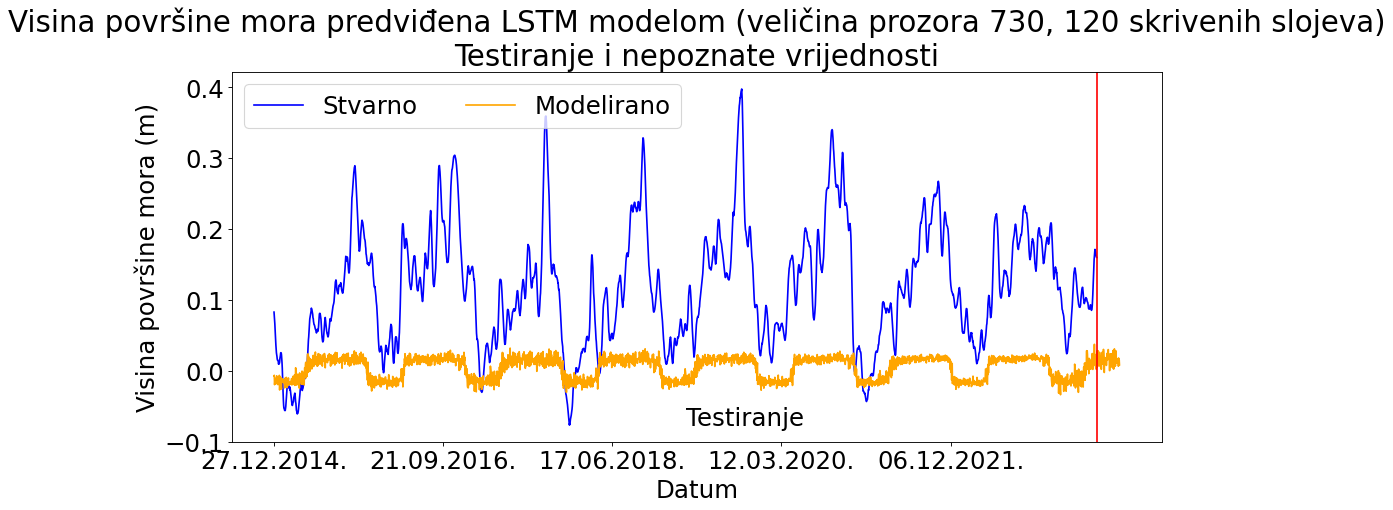 Visina površine mora predviđena LSTM modelom (veličina prozora 730, 120 skrivenih slojeva)
Testiranje i nepoznate vrijednosti
Stvarno
Modelirano
Visina površine mora (m)
0.4
0.3
0.2
0.1
0.0
−0.1
Testiranje
27.12.2014.
21.09.2016.
17.06.2018.
12.03.2020.
06.12.2021.
Datum